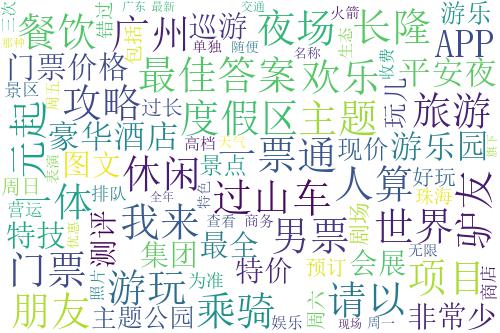 三次
餐饮
错过
广东
最新
交通
火箭
票务
包括
广州
巡游
单独
随便
夜场
长隆
生态
名称
游乐
收费
APP
门票价格
最佳答案
欢乐
平安夜
景区
周五
攻略
过长
度假区
主题
玩儿
旅游
元起
表演
豪华酒店
高档
天气
一票通
现价
游乐园
图文
景点
特色
好玩
周日
排队
一体
休闲
过山车
人算
珠海
驴友
营运
优惠
全年
测评
我来
剧场
世界
特技
查看
商务
男票
集团
最全
预订
会展
无限
门票
照片
游玩
为准
特价
项目
商店
朋友
主题公园
乘骑
娱乐
周六
现场
周一
请以
非常少